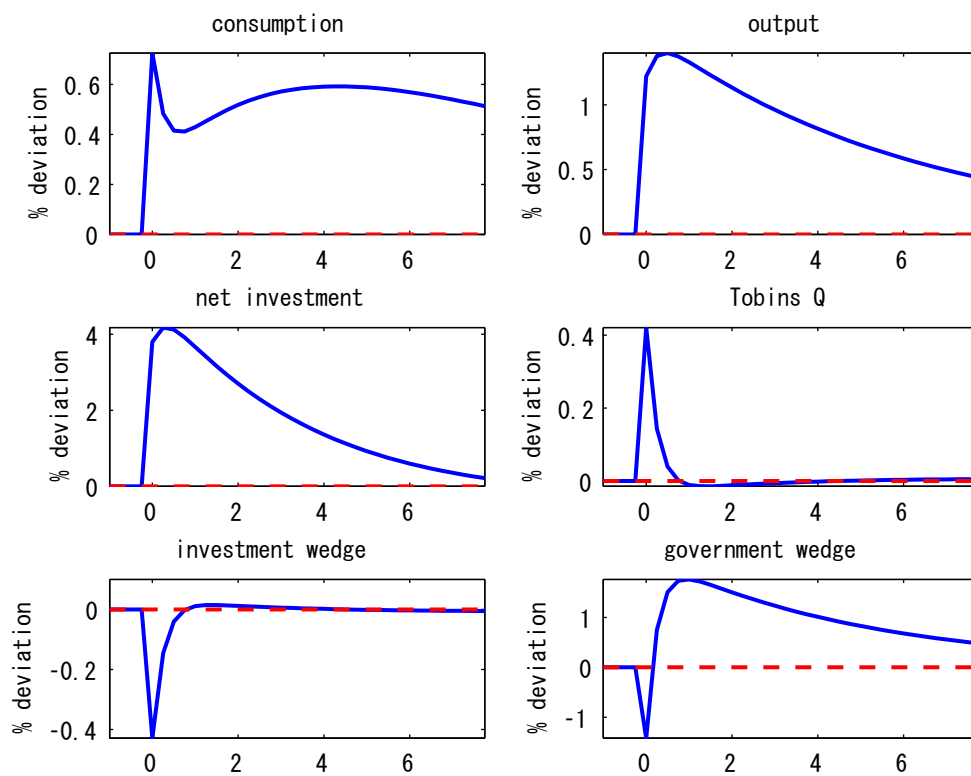 consumption
% deviation
0.6
0.4
0.2
0
0 2 4 6
output
% deviation
1
0.5
0
0 2 4 6
net investment
% deviation
4
2
0
0 2 4 6
Tobins Q
% deviation
0.4
0.2
0
0 2 4 6
investment wedge
% deviation
0
-0.2
-0.4
0 2 4 6
government wedge
% deviation
1
0
-1
0 2 4 6